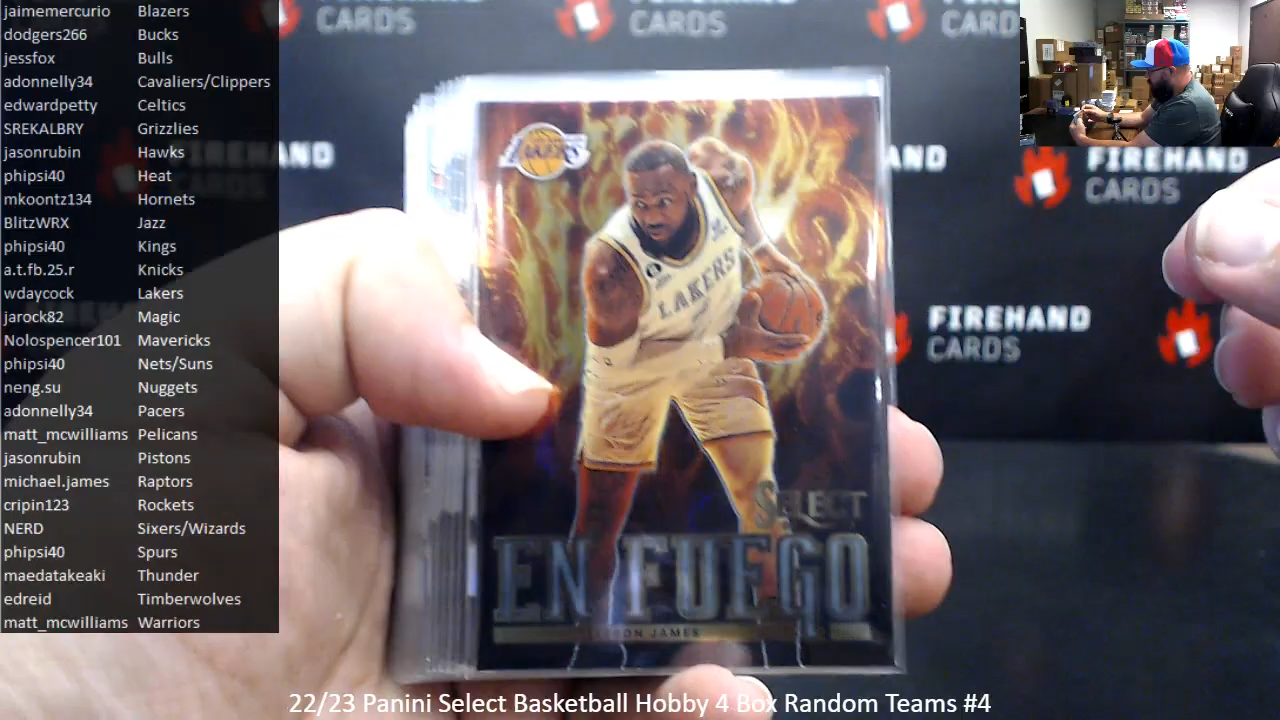 jaimemercurio Blazers
dodgers266 Bucks
jessfox Bulls
adonnelly34 Cavaliers/Clippers
edwardpetty Celtics
SREKALBRY Grizzlies
jasonrubin Hawks
phipsi40 Heat
mkoontz134 Hornets
BlitzWRX Jazz
phipsi40 Kings
a.t.fb.25.r Knicks
wdaycock Lakers
jarock82 Magic
Nolospencer101 Mavericks
phipsi40 Nets/Suns
neng.su Nuggets
adonnelly34 Pacers
matt_mcwilliams Pelicans
jasonrubin Pistons
michael.james Raptors
cripin123 Rockets
NERD Sixers/Wizards
phipsi40 Spurs
maedatakeaki Thunder
edreid Timberwolves
matt_mcwilliams Warriors
CARDS
CARDS
FIREHAND
CARDS
FIREHAND
CARDS
LAKERS
LAKERS
SELECT
EN FUEGO
JAMES
22/23 Panini Select Basketball Hobby 4 Box Random Teams #4